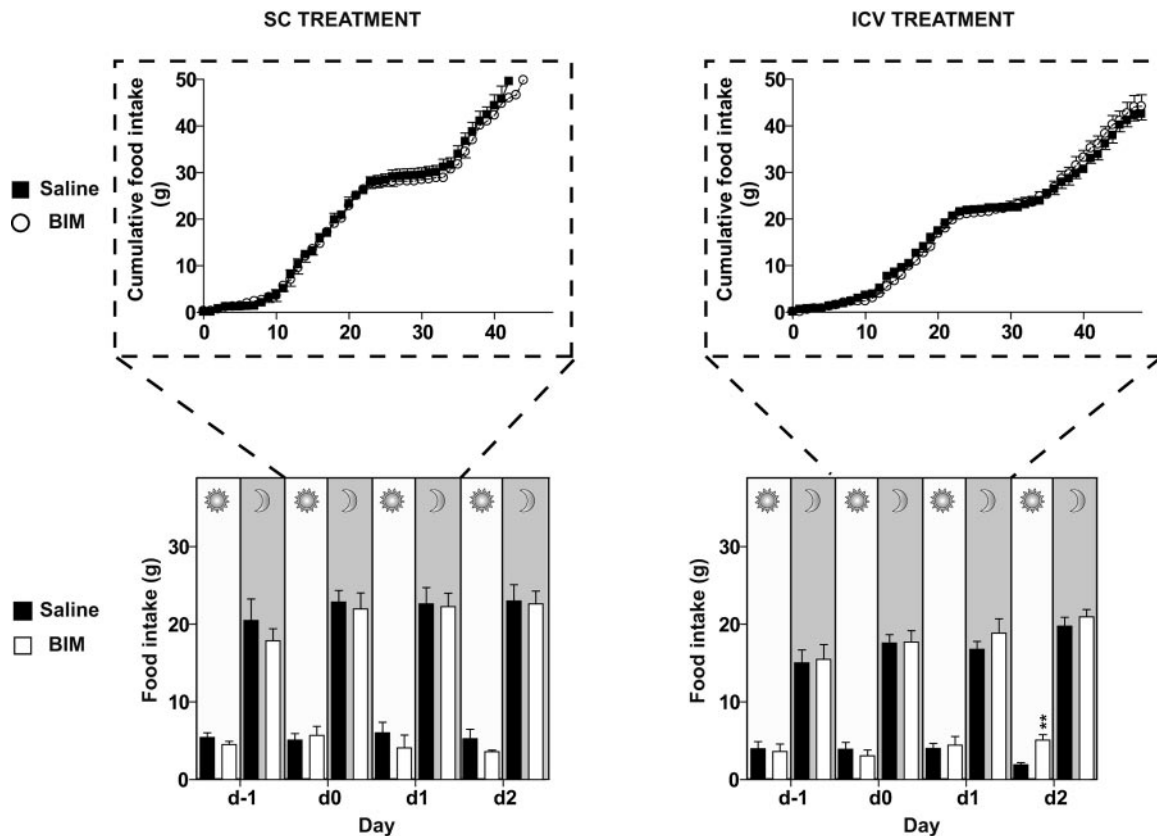 SC TREATMENT
ICV TREATMENT
Saline
BIM
Cumulative food intake
(g)
50
40
30
20
10
0
0 10 20 30 40
Cumulative food intake
(g)
50
40
30
20
10
0
0 10 20 30 40
Saline
BIM
Food intake (g)
30
20
10
0
d-1 d0 d1 d2
Day
Food intake (g)
30
20
10
0
**
d-1 d0 d1 d2
Day